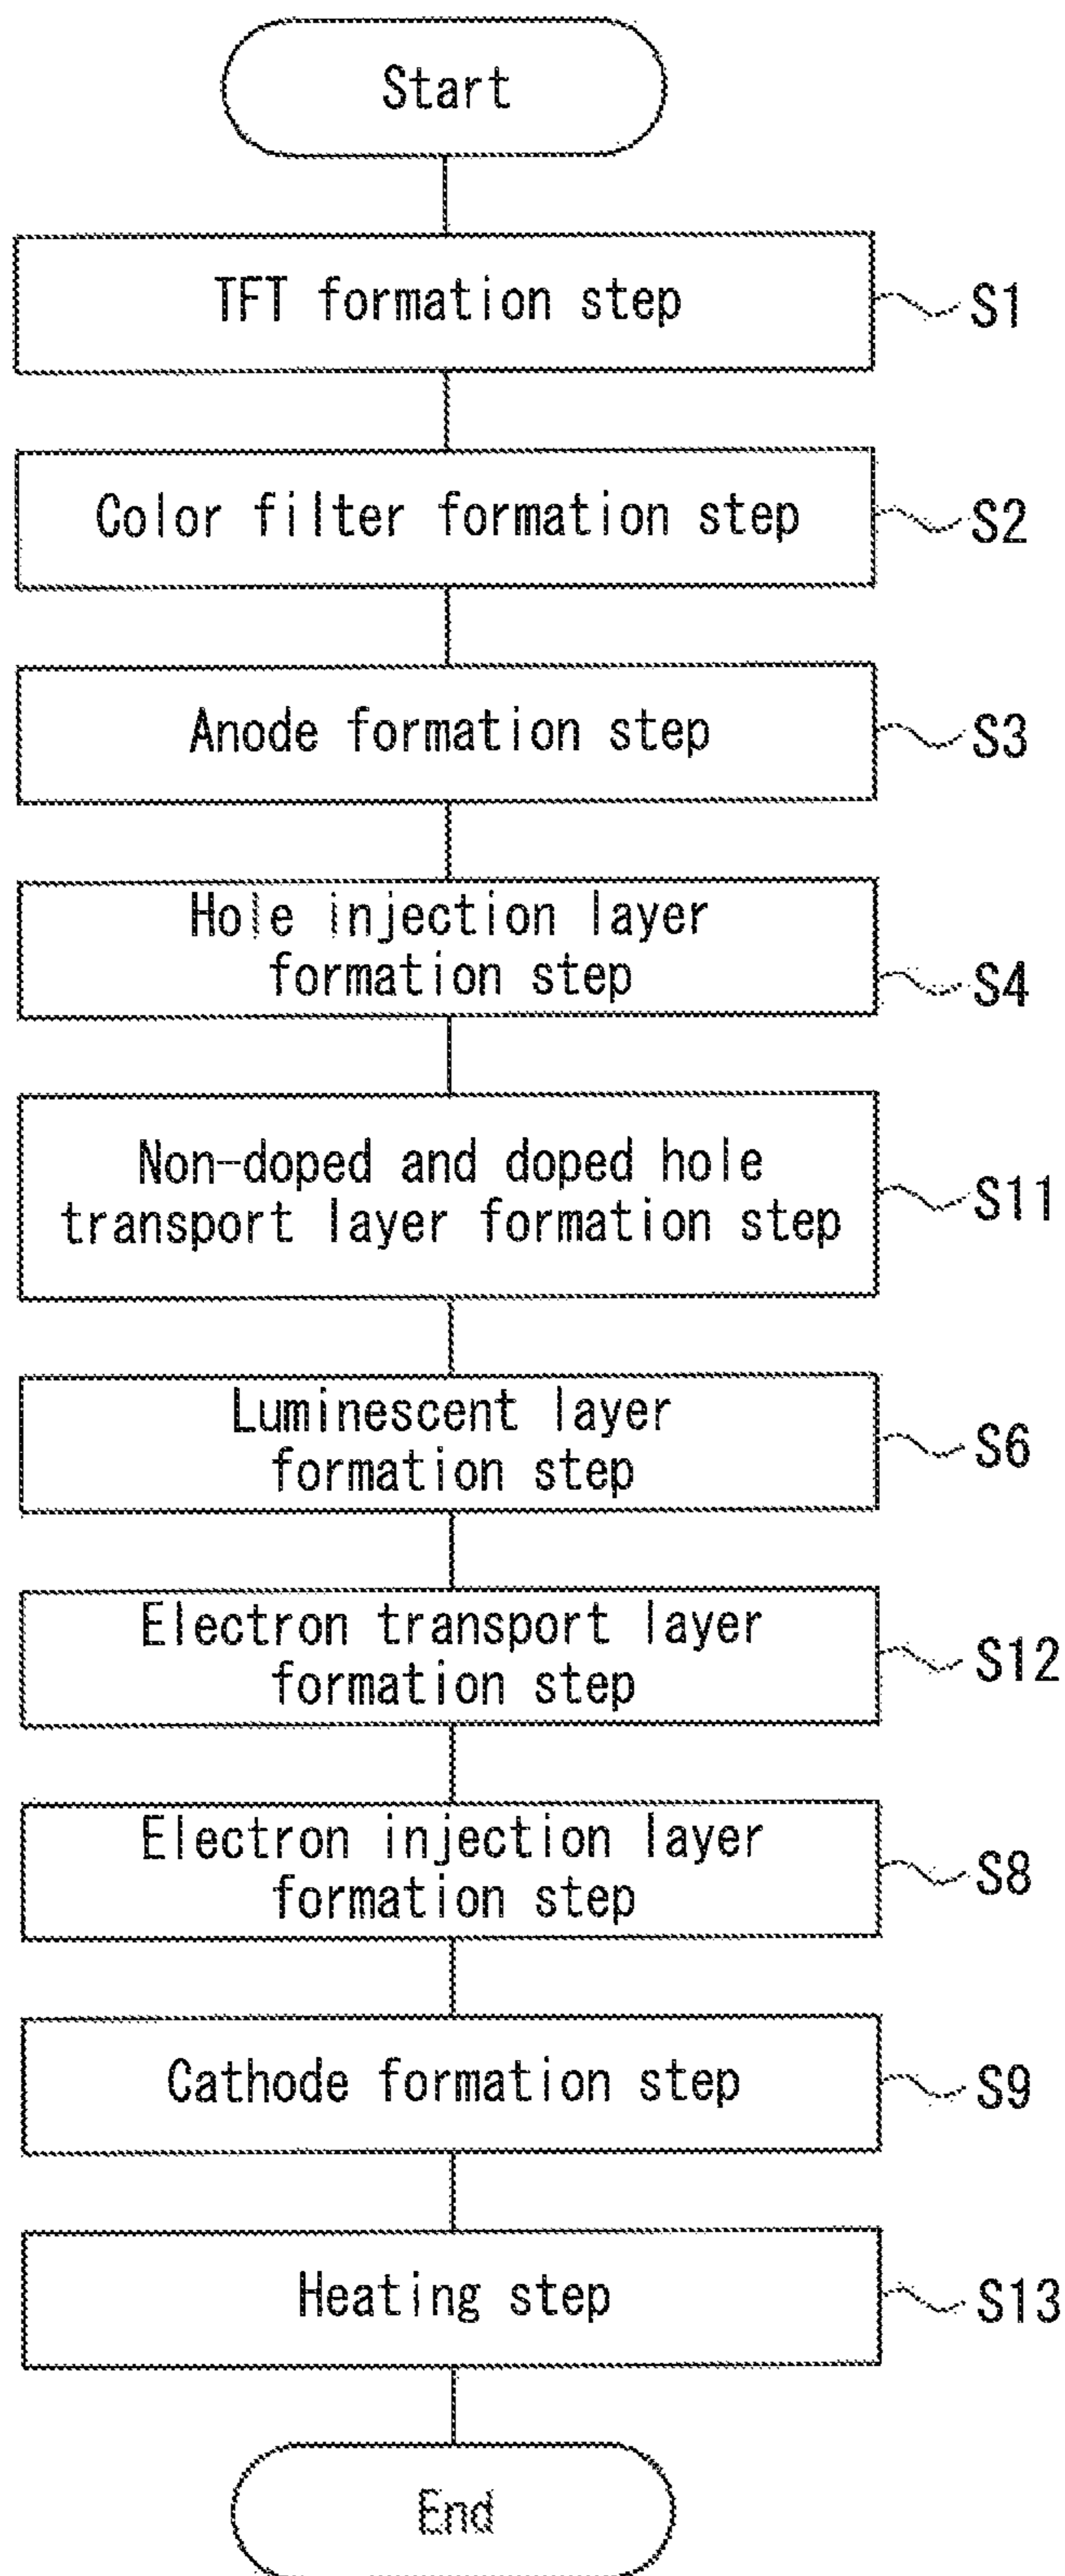 Start
TFT formation step
S1
Color filter formation step
S2
Anode formation step
S3
Hole injection layer
formation step
S4
Non-doped and doped hole
transport layer formation step
S11
Luminescent layer
formation step
S6
Electron transport layer
formation step
S12
Electron injection layer
formation step
S8
Cathode formation step
S9
Heating step
S13
End